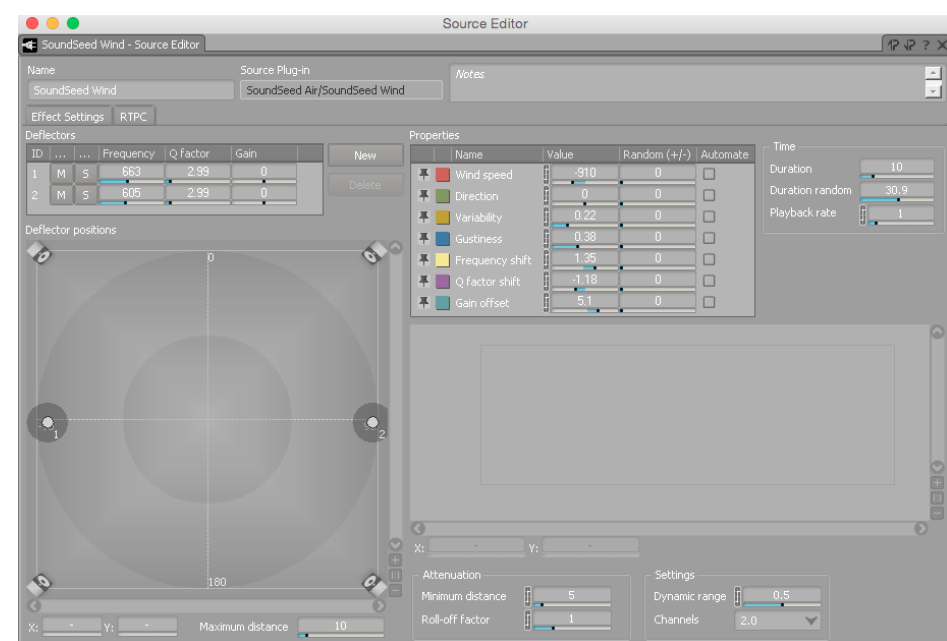 Source Editor
SoundSeed Wind - Source Editor
Name
Source Plug-in
Notes
SoundSeed Wind
SoundSeed Air/SoundSeed Wind
Effect Settings
RTPC
Deflectors
ID ... ... Frequency Q factor Gain
1 M S 663 2.99 0
2 M S 605 2.99 0
New
Delete
Deflector positions
0
1
2
180
X: - Y: - Maximum distance 10
Properties
Name Value Random (+/-) Automate
Wind speed -910 0
Direction 0 0
Variability 0.22 0
Gustiness 0.38 0
Frequency shift 1.35 0
Q factor shift -1.18 0
Gain offset 5.1 0
Time
Duration 10
Duration random 30.9
Playback rate 1
X: - Y: -
Attenuation
Minimum distance 5
Roll-off factor 1
Settings
Dynamic range 0.5
Channels 2.0